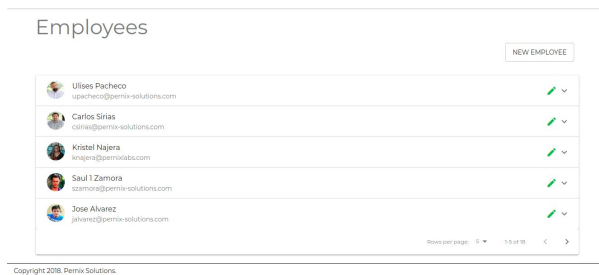 Employees
NEW EMPLOYEE
Ulises Pacheco
upacheco@pernix-solutions.com
Carlos Sirias
csirias@pernix-solutions.com
Kristel Najera
knajera@pernixlabs.com
Saul 1 Zamora
szamora@pernix-solutions.com
Jose Alvarez
jalvarez@pernix-solutions.com
Rows per page: 5 1-5 of 18
Copyright 2018. Pernix Solutions.